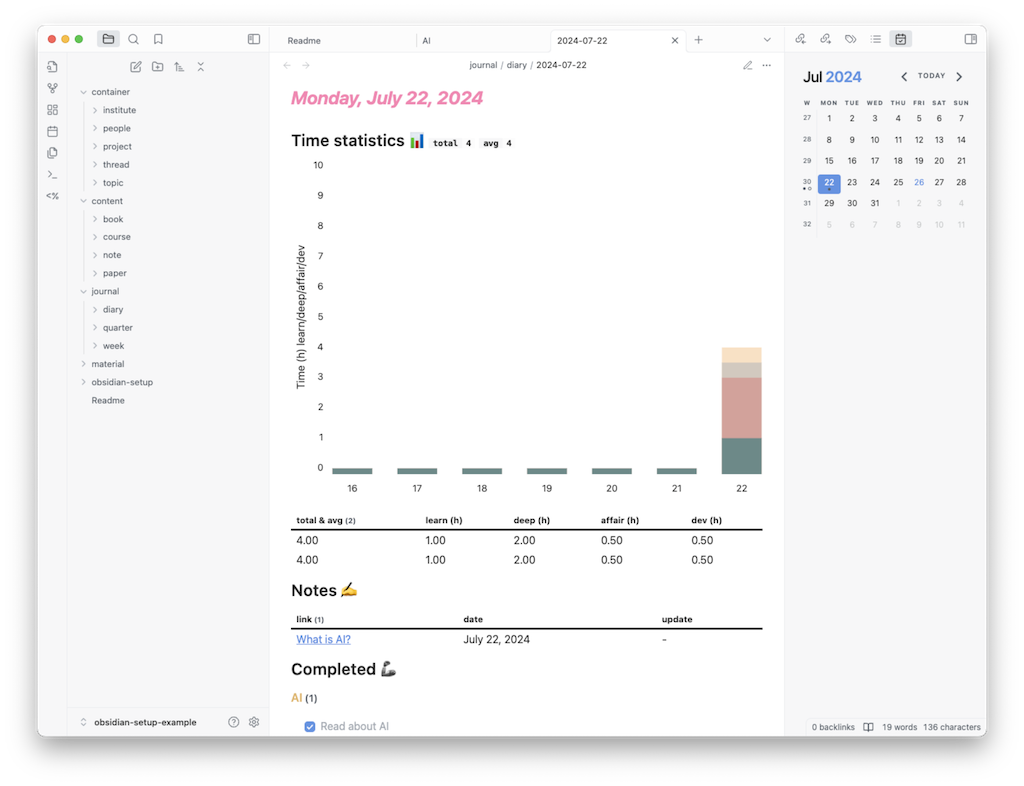 Readme
AI
2024-07-22
container
institute
people
project
thread
topic
content
book
course
note
paper
journal
diary
quarter
week
material
obsidian-setup
Readme
obsidian-setup-example
journal / diary / 2024-07-22
Monday, July 22, 2024
Time statistics 📊 total 4 avg 4
Time (h) learn/deep/affair/dev
10
9
8
7
6
5
4
3
2
1
0
16 17 18 19 20 21 22
total & avg (2) learn (h) deep (h) affair (h) dev (h)
4.00 1.00 2.00 0.50 0.50
4.00 1.00 2.00 0.50 0.50
Notes ✍️
link (1) date update
What is AI? July 22, 2024 -
Completed 🦾
AI (1)
Read about AI
Jul 2024
TODAY
W MON TUE WED THU FRI SAT SUN
27 1 2 3 4 5 6 7
28 8 9 10 11 12 13 14
29 15 16 17 18 19 20 21
30 22 23 24 25 26 27 28
31 29 30 31 1 2 3 4
32 5 6 7 8 9 10 11
0 backlinks 19 words 136 characters